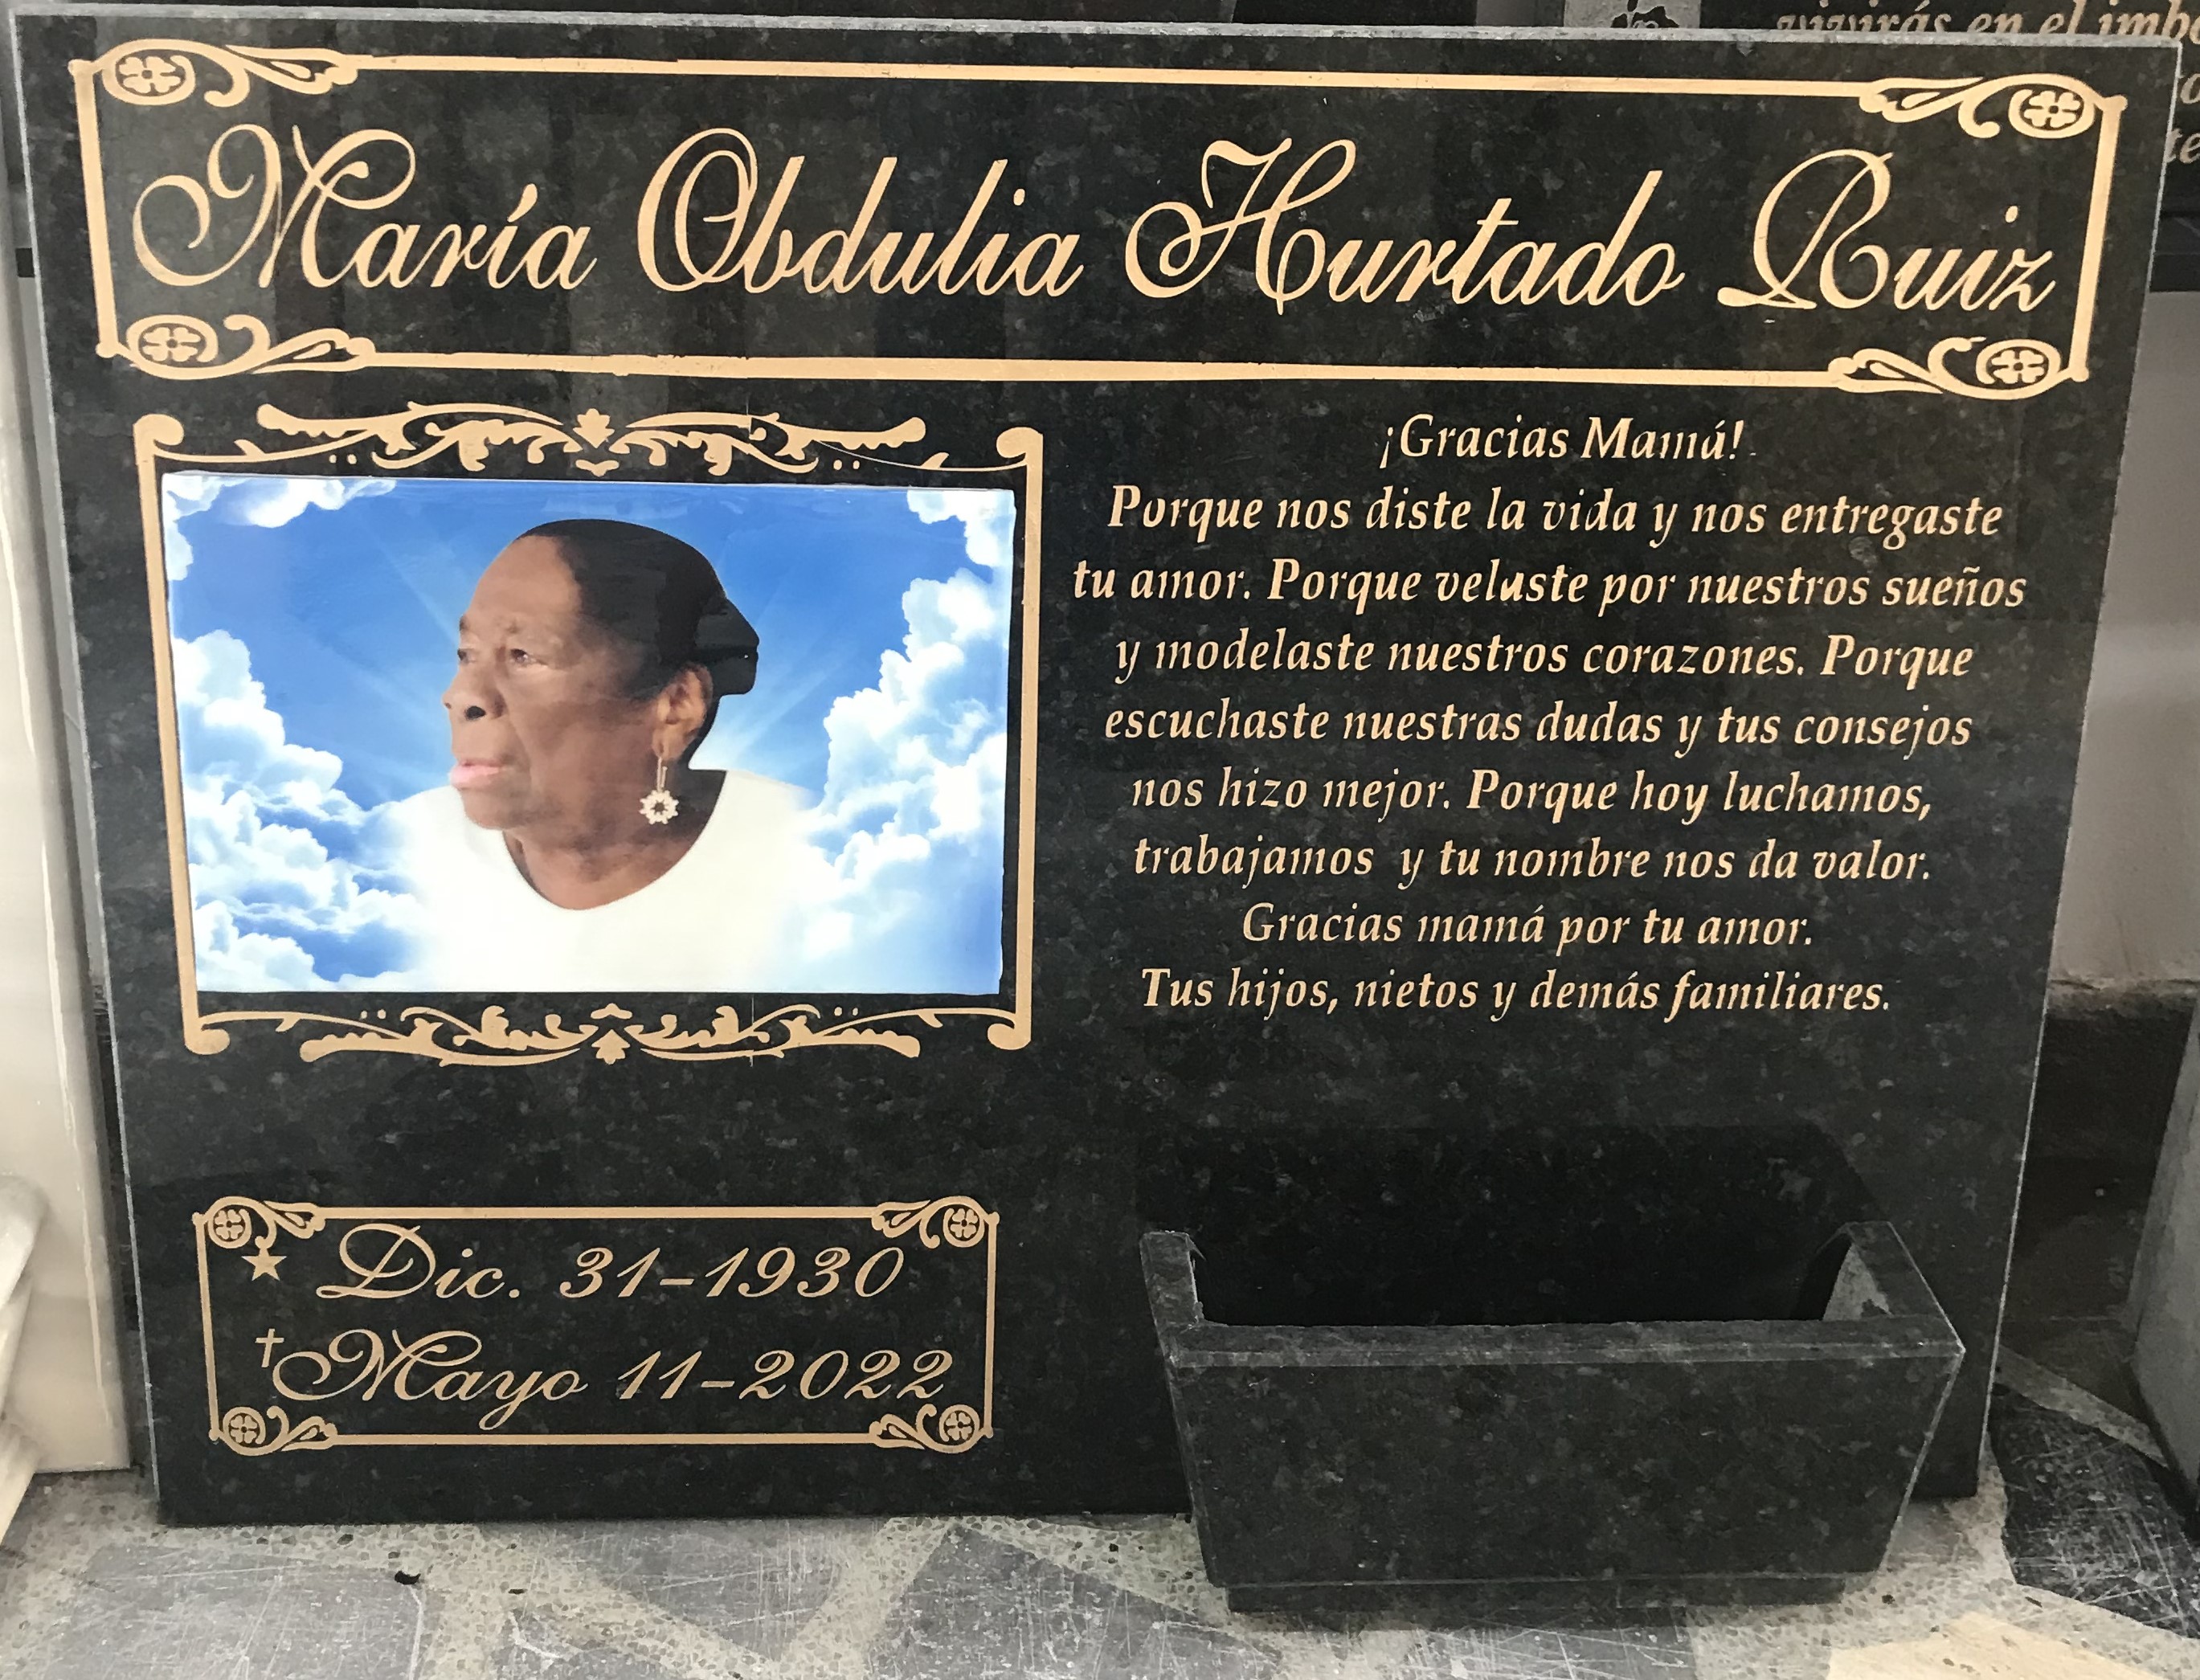 María Obdulia Hurtado Ruiz
¡Gracias Mamá!
Porque nos diste la vida y nos entregaste
tu amor. Porque velaste por nuestros sueños
y modelaste nuestros corazones. Porque
escuchaste nuestras dudas y tus consejos
nos hizo mejor. Porque hoy luchamos,
trabajamos y tu nombre nos da valor.
Gracias mamá por tu amor.
Tus hijos, nietos y demás familiares.
Dic. 31-1930
Mayo 11-2022
vivirás en el